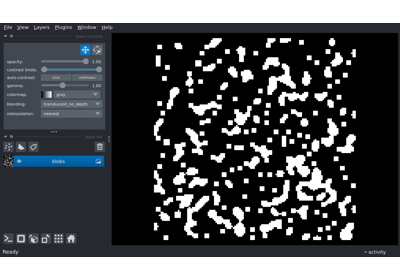 File View Layers Plugins Window Help
layer controls
opacity: 1.00
contrast limits:
auto-contrast: once continuous
gamma: 1.00
colormap: gray
blending: translucent_no_depth
interpolation: nearest
layer list
blobs
Ready activity